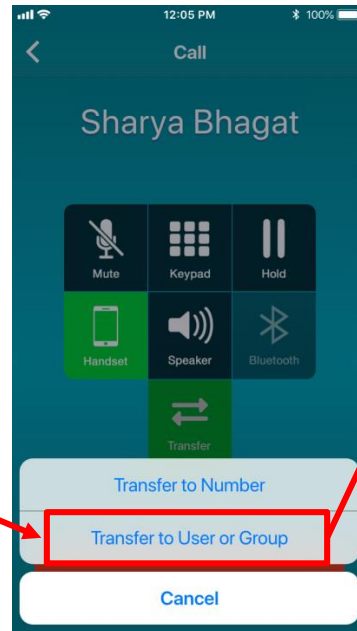 12:05 PM
100%
Call
Sharya Bhagat
Mute
Keypad
Hold
Handset
Speaker
Bluetooth
Transfer
Transfer to Number
Transfer to User or Group
Cancel